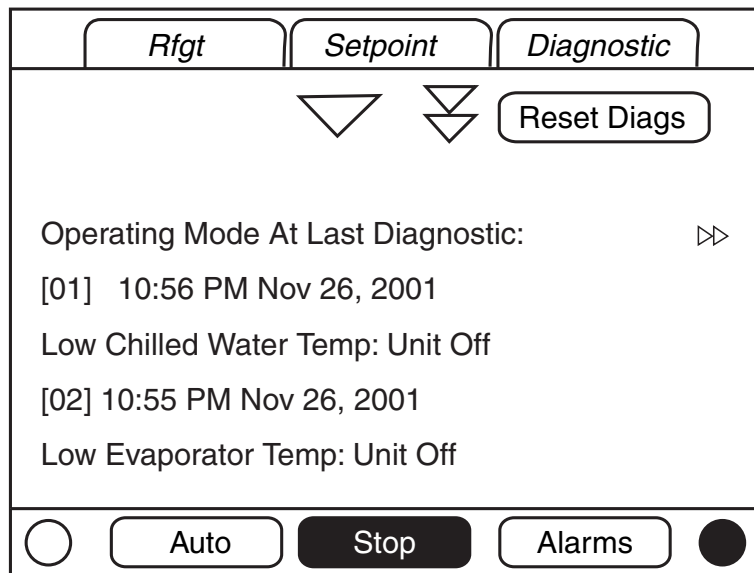 Rfgt Setpoint Diagnostic
Reset Diags
Operating Mode At Last Diagnostic:
[01] 10:56 PM Nov 26, 2001
Low Chilled Water Temp: Unit Off
[02] 10:55 PM Nov 26, 2001
Low Evaporator Temp: Unit Off
Auto Stop Alarms